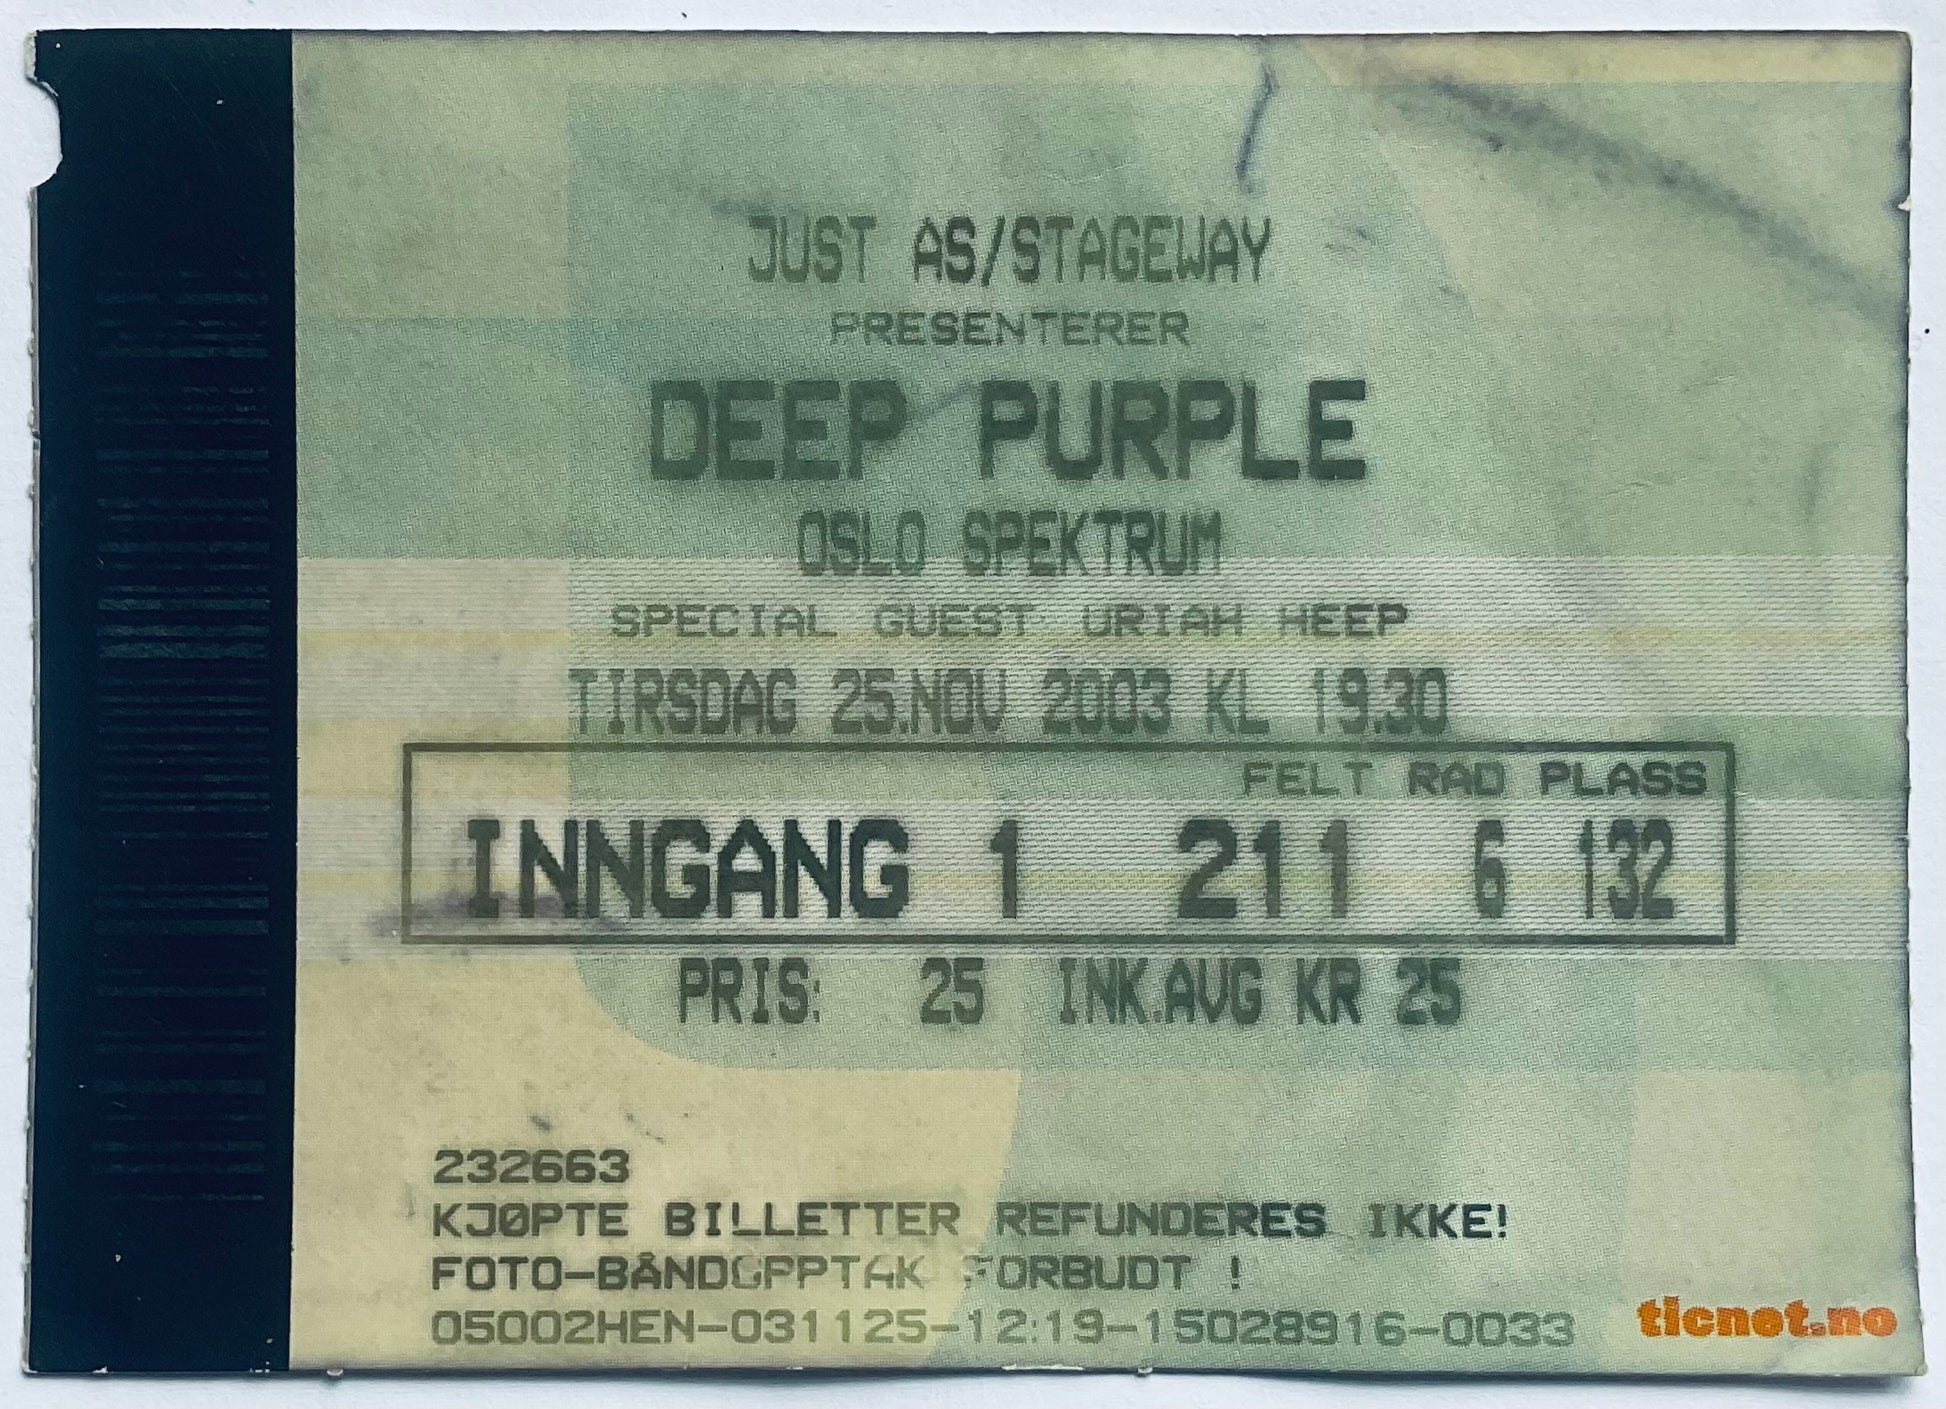 JUST AS/STAGEWAY
PRESENTERER
DEEP PURPLE
OSLO SPEKTRUM
SPECIAL GUEST URIAH HEEP
TIRSDAG 25.NOV 2003 KL 19.30
FELT RAD PLASS
INNGANG 1 211 6 132
PRIS: 25 INK.AVG KR 25
232663
KJØPTE BILLETTER REFUNDERES IKKE!
FOTO-BÅNDOPPTAK FORBUDT !
05002HEN-031125-12:19-15028916-0033
ticnet.no